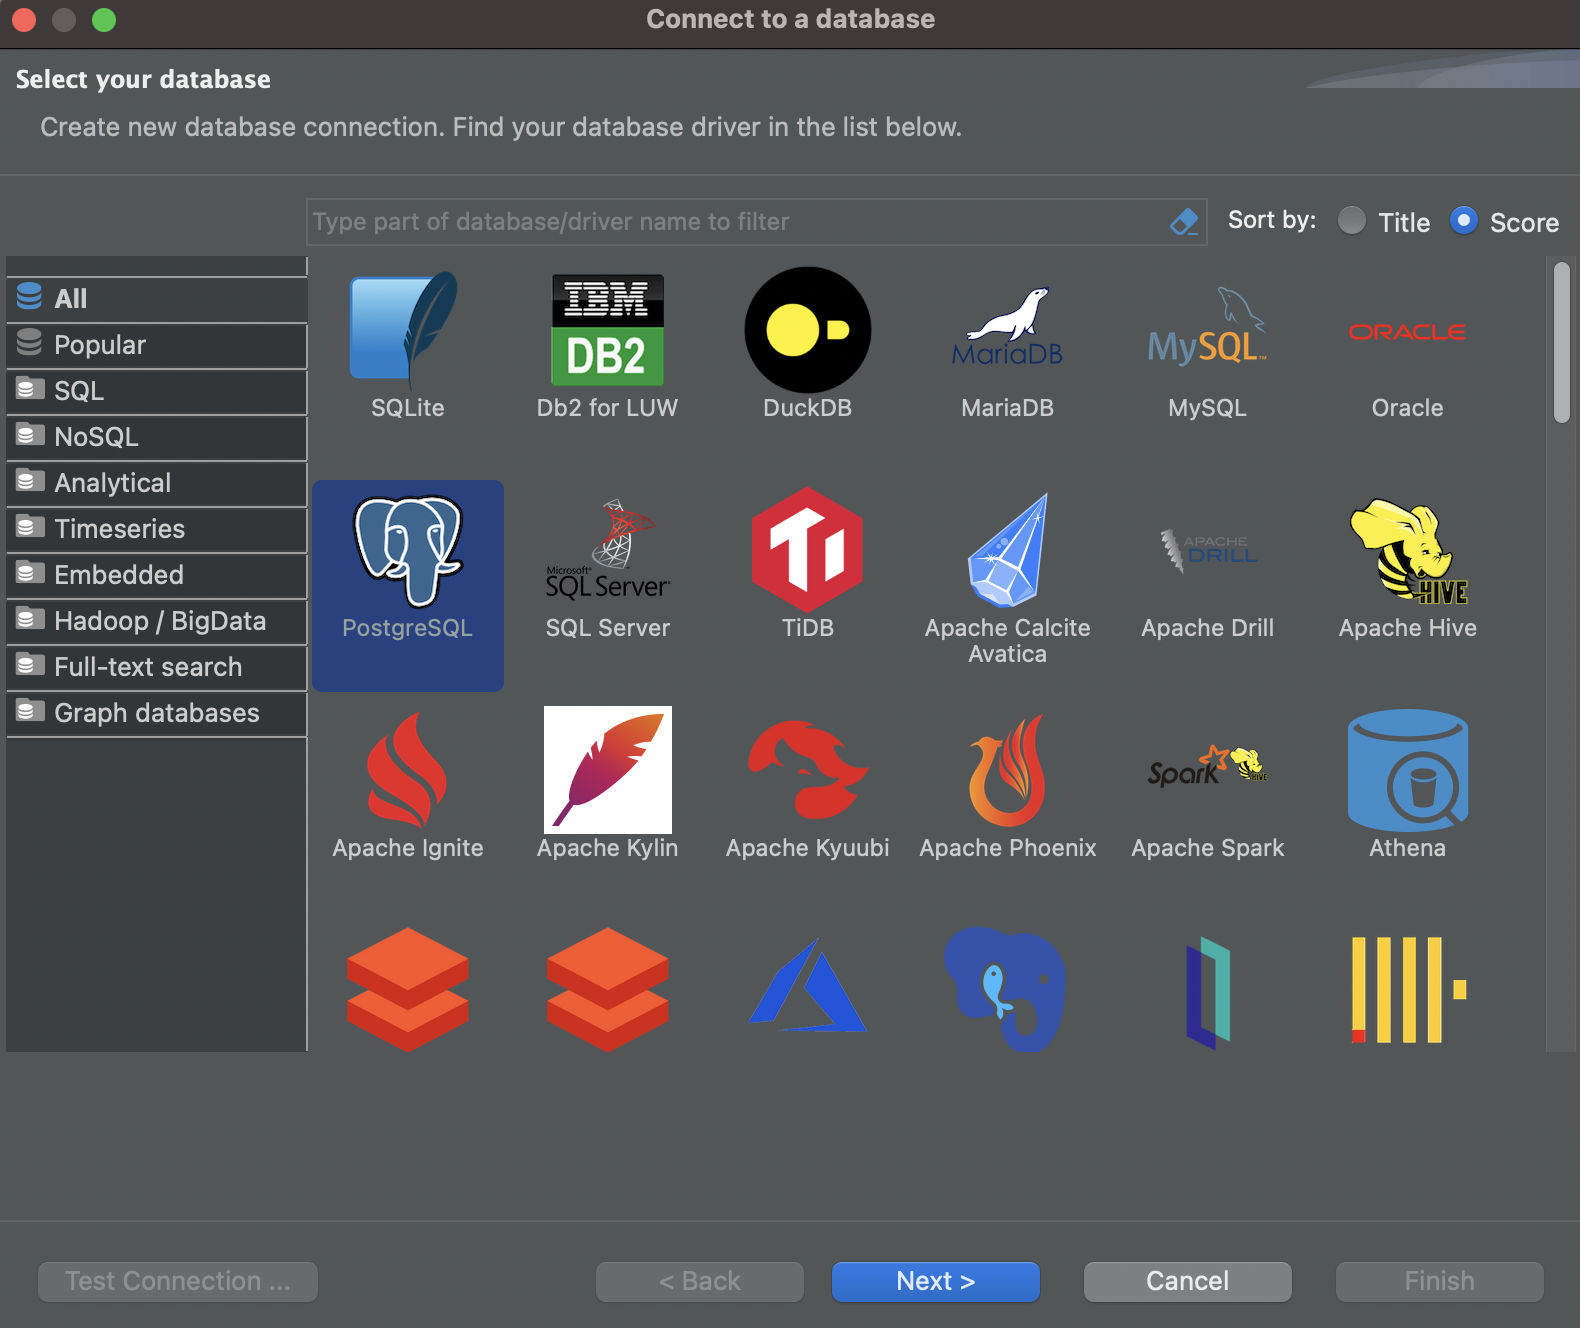 Connect to a database
Select your database
Create new database connection. Find your database driver in the list below.
Type part of database/driver name to filter
Sort by: Title Score
All
Popular
SQL
NoSQL
Analytical
Timeseries
Embedded
Hadoop / BigData
Full-text search
Graph databases
IBM
DB2
MariaDB
MySQL™
ORACLE
SQLite
Db2 for LUW
DuckDB
MariaDB
MySQL
Oracle
Microsoft®
SQL Server®
Ti
APACHE
DRILL
HIVE
PostgreSQL
SQL Server
TiDB
Apache Calcite
Avatica
Apache Drill
Apache Hive
Spark
HIVE
Apache Ignite
Apache Kylin
Apache Kyuubi
Apache Phoenix
Apache Spark
Athena
Test Connection ...
< Back
Next >
Cancel
Finish